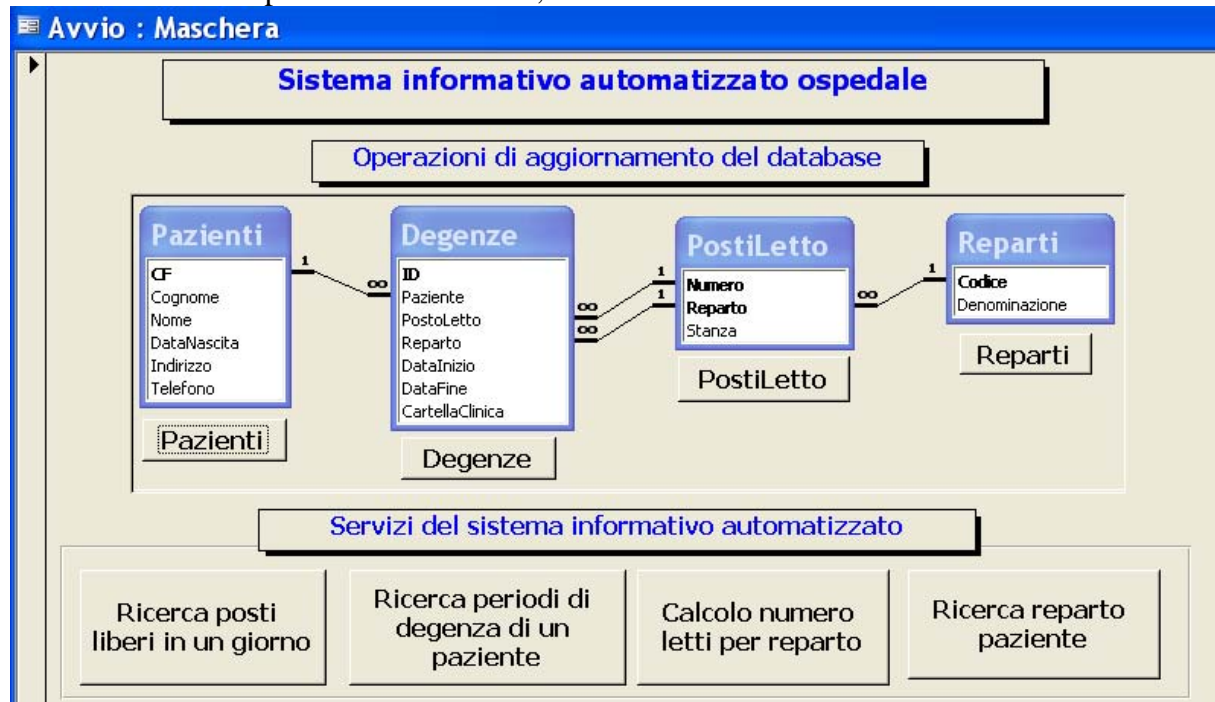 Avvio : Maschera
Sistema informativo automatizzato ospedale
Operazioni di aggiornamento del database
Pazienti
CF
Cognome
Nome
DataNascita
Indirizzo
Telefono
Pazienti
1
∞
Degenze
ID
Paziente
PostoLetto
Reparto
DataInizio
DataFine
CartellaClinica
Degenze
∞
∞
1
1
PostiLetto
Numero
Reparto
Stanza
PostiLetto
∞
1
Reparti
Codice
Denominazione
Reparti
Servizi del sistema informativo automatizzato
Ricerca posti
liberi in un giorno
Ricerca periodi di
degenza di un
paziente
Calcolo numero
letti per reparto
Ricerca reparto
paziente